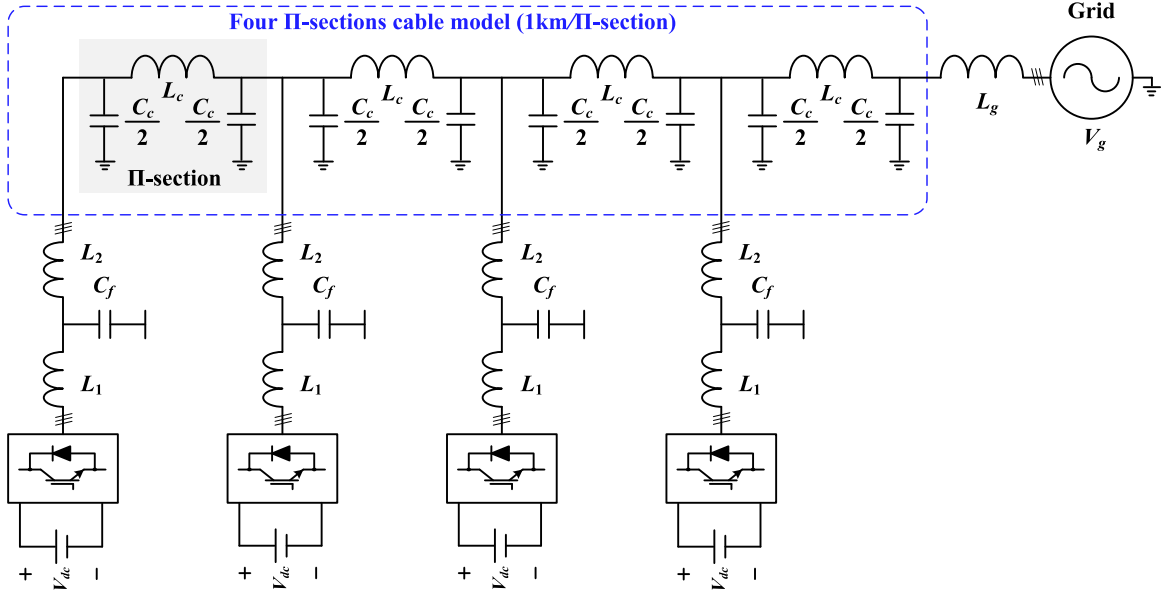 Four Π-sections cable model (1km/Π-section)
Grid
L_c
L_c
L_c
L_c
L_g
V_g
C_c/2 C_c/2
C_c/2 C_c/2
C_c/2 C_c/2
C_c/2 C_c/2
Π-section
L_2
L_2
L_2
L_2
C_f
C_f
C_f
C_f
L_1
L_1
L_1
L_1
+ V_dc −
+ V_dc −
+ V_dc −
+ V_dc −